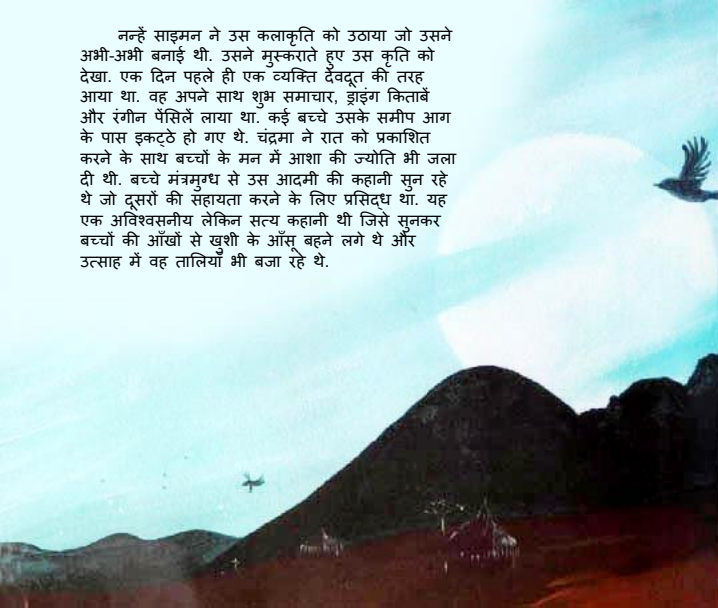 नन्हें साइमन ने उस कलाकृति को उठाया जो उसने
अभी-अभी बनाई थी. उसने मुस्कराते हुए उस कृति को
देखा. एक दिन पहले ही एक व्यक्ति देवदूत की तरह
आया था. वह अपने साथ शुभ समाचार, ड्राइंग किताबें
और रंगीन पेंसिलें लाया था. कई बच्चे उसके समीप आग
के पास इकट्ठे हो गए थे. चंद्रमा ने रात को प्रकाशित
करने के साथ बच्चों के मन में आशा की ज्योति भी जला
दी थी. बच्चे मंत्रमुग्ध से उस आदमी की कहानी सुन रहे
थे जो दूसरों की सहायता करने के लिए प्रसिद्ध था. यह
एक अविश्वसनीय लेकिन सत्य कहानी थी जिसे सुनकर
बच्चों की आँखों से खुशी के आँसू बहने लगे थे और
उत्साह में वह तालियाँ भी बजा रहे थे.